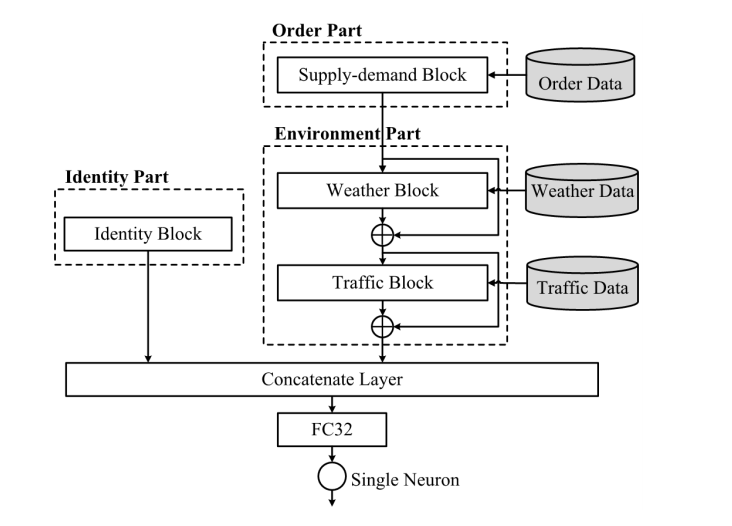 Order Part
Supply-demand Block
Order Data
Environment Part
Identity Part
Weather Block
Weather Data
Identity Block
Traffic Block
Traffic Data
Concatenate Layer
FC32
Single Neuron